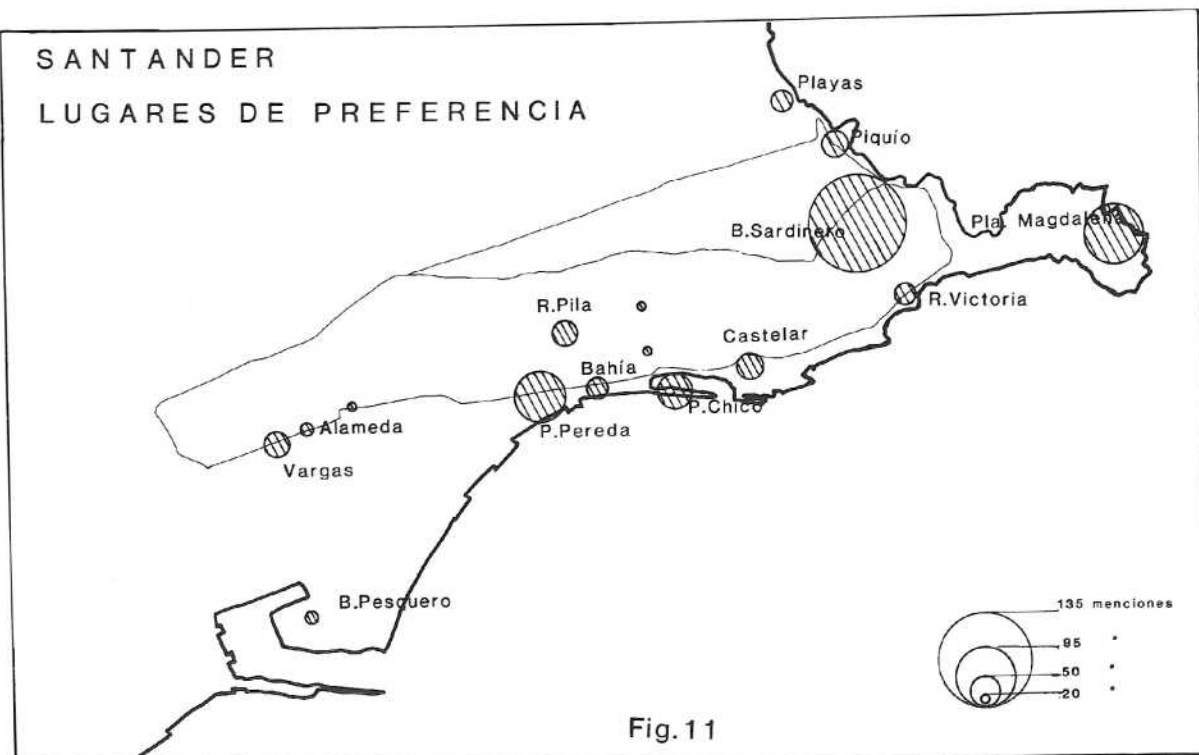 SANTANDER
LUGARES DE PREFERENCIA
Playas
Piquío
B.Sardinero
Pla. Magdalena
R.Victoria
R.Pila
Castelar
Bahía
P.Chico
P.Pereda
Alameda
Vargas
B.Pesquero
135 menciones
85 "
50 "
20 "
Fig.11